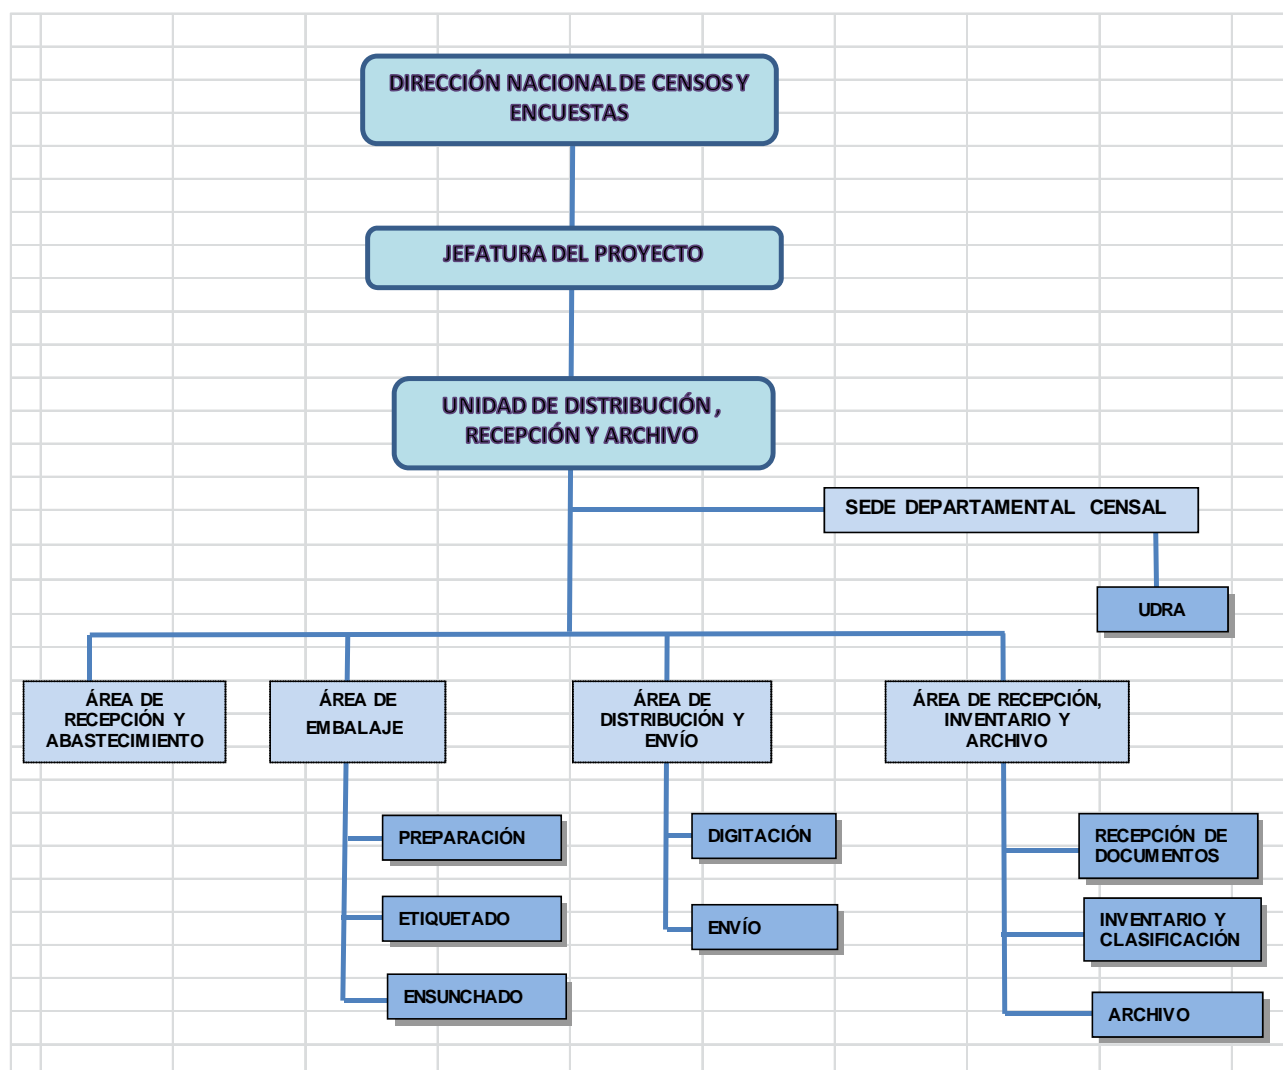 DIRECCIÓN NACIONAL DE CENSOS Y
ENCUESTAS
JEFATURA DEL PROYECTO
UNIDAD DE DISTRIBUCIÓN ,
RECEPCIÓN Y ARCHIVO
SEDE DEPARTAMENTAL CENSAL
UDRA
ÁREA DE
RECEPCIÓN Y
ABASTECIMIENTO
ÁREA DE
EMBALAJE
ÁREA DE
DISTRIBUCIÓN Y
ENVÍO
ÁREA DE RECEPCIÓN,
INVENTARIO Y
ARCHIVO
PREPARACIÓN
ETIQUETADO
ENSUNCHADO
DIGITACIÓN
ENVÍO
RECEPCIÓN DE
DOCUMENTOS
INVENTARIO Y
CLASIFICACIÓN
ARCHIVO